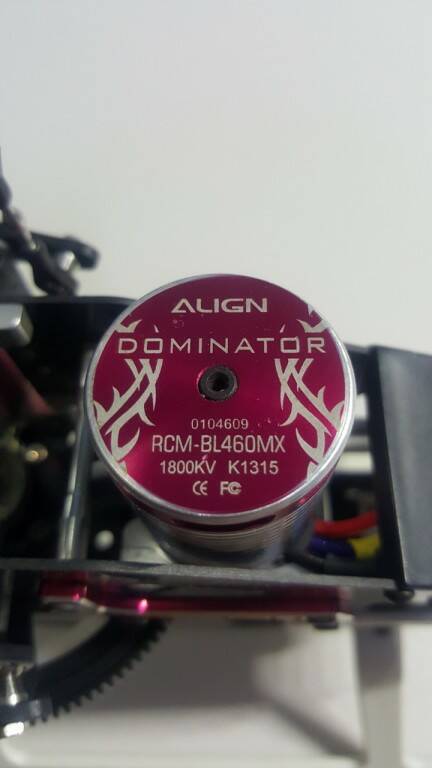 ALIGN
DOMINATOR
0104609
RCM-BL460MX
1800KV K1315
CE FC